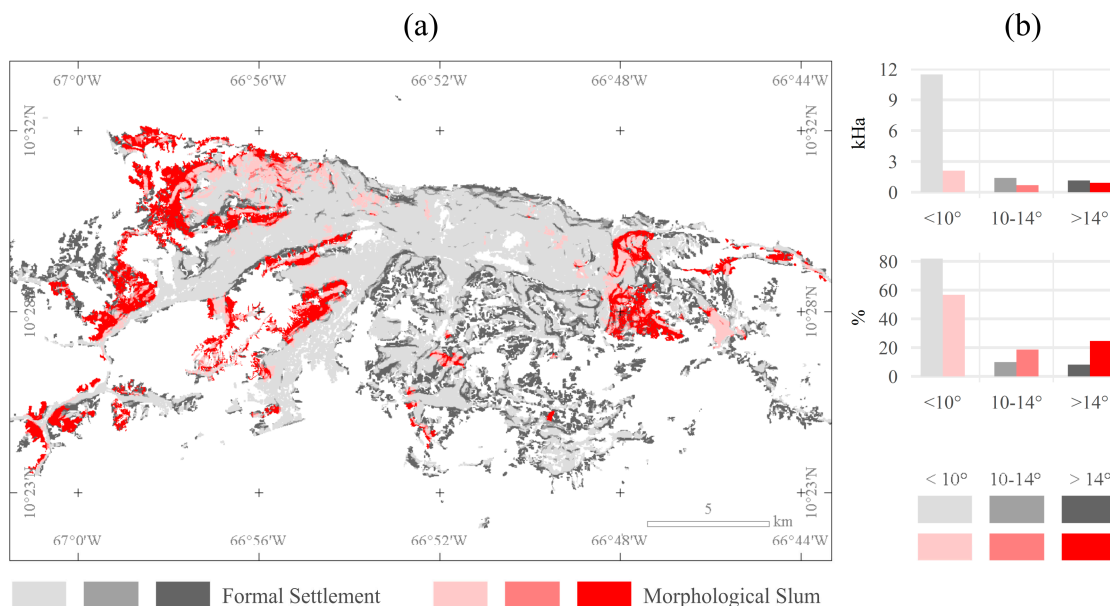 (a)
(b)
67°0'W 66°56'W 66°52'W 66°48'W 66°44'W
10°32'N 10°32'N
10°28'N 10°28'N
10°23'N 10°23'N
5
km
67°0'W 66°56'W 66°52'W 66°48'W 66°44'W
Formal Settlement
Morphological Slum
kHa
12
9
6
3
0
<10° 10-14° >14°
%
80
60
40
20
0
<10° 10-14° >14°
< 10° 10-14° > 14°